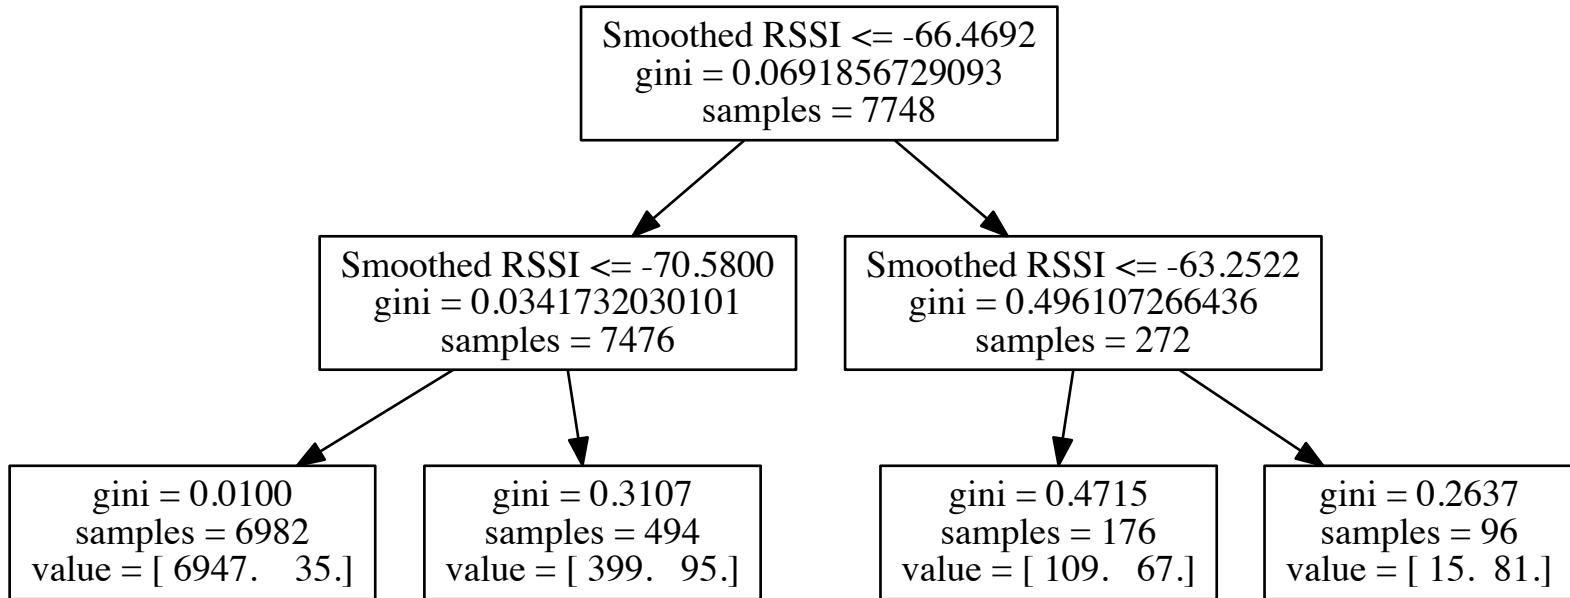 Smoothed RSSI <= -66.4692
gini = 0.0691856729093
samples = 7748
Smoothed RSSI <= -70.5800
gini = 0.0341732030101
samples = 7476
Smoothed RSSI <= -63.2522
gini = 0.496107266436
samples = 272
gini = 0.0100
samples = 6982
value = [ 6947. 35.]
gini = 0.3107
samples = 494
value = [ 399. 95.]
gini = 0.4715
samples = 176
value = [ 109. 67.]
gini = 0.2637
samples = 96
value = [ 15. 81.]